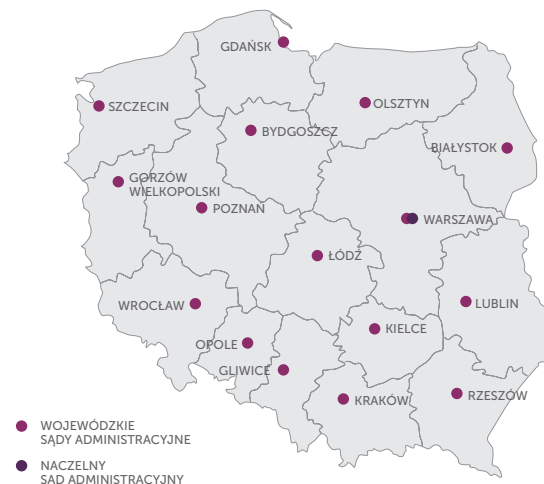 GDAŃSK
SZCZECIN
OLSZTYN
BYDGOSZCZ
BIAŁYSTOK
GORZÓW
WIELKOPOLSKI
POZNAŃ
WARSZAWA
ŁÓDŹ
WROCŁAW
LUBLIN
KIELCE
OPOLE
GLIWICE
KRAKÓW
RZESZÓW
WOJEWÓDZKIE
SĄDY ADMINISTRACYJNE
NACZELNY
SAD ADMINISTRACYJNY